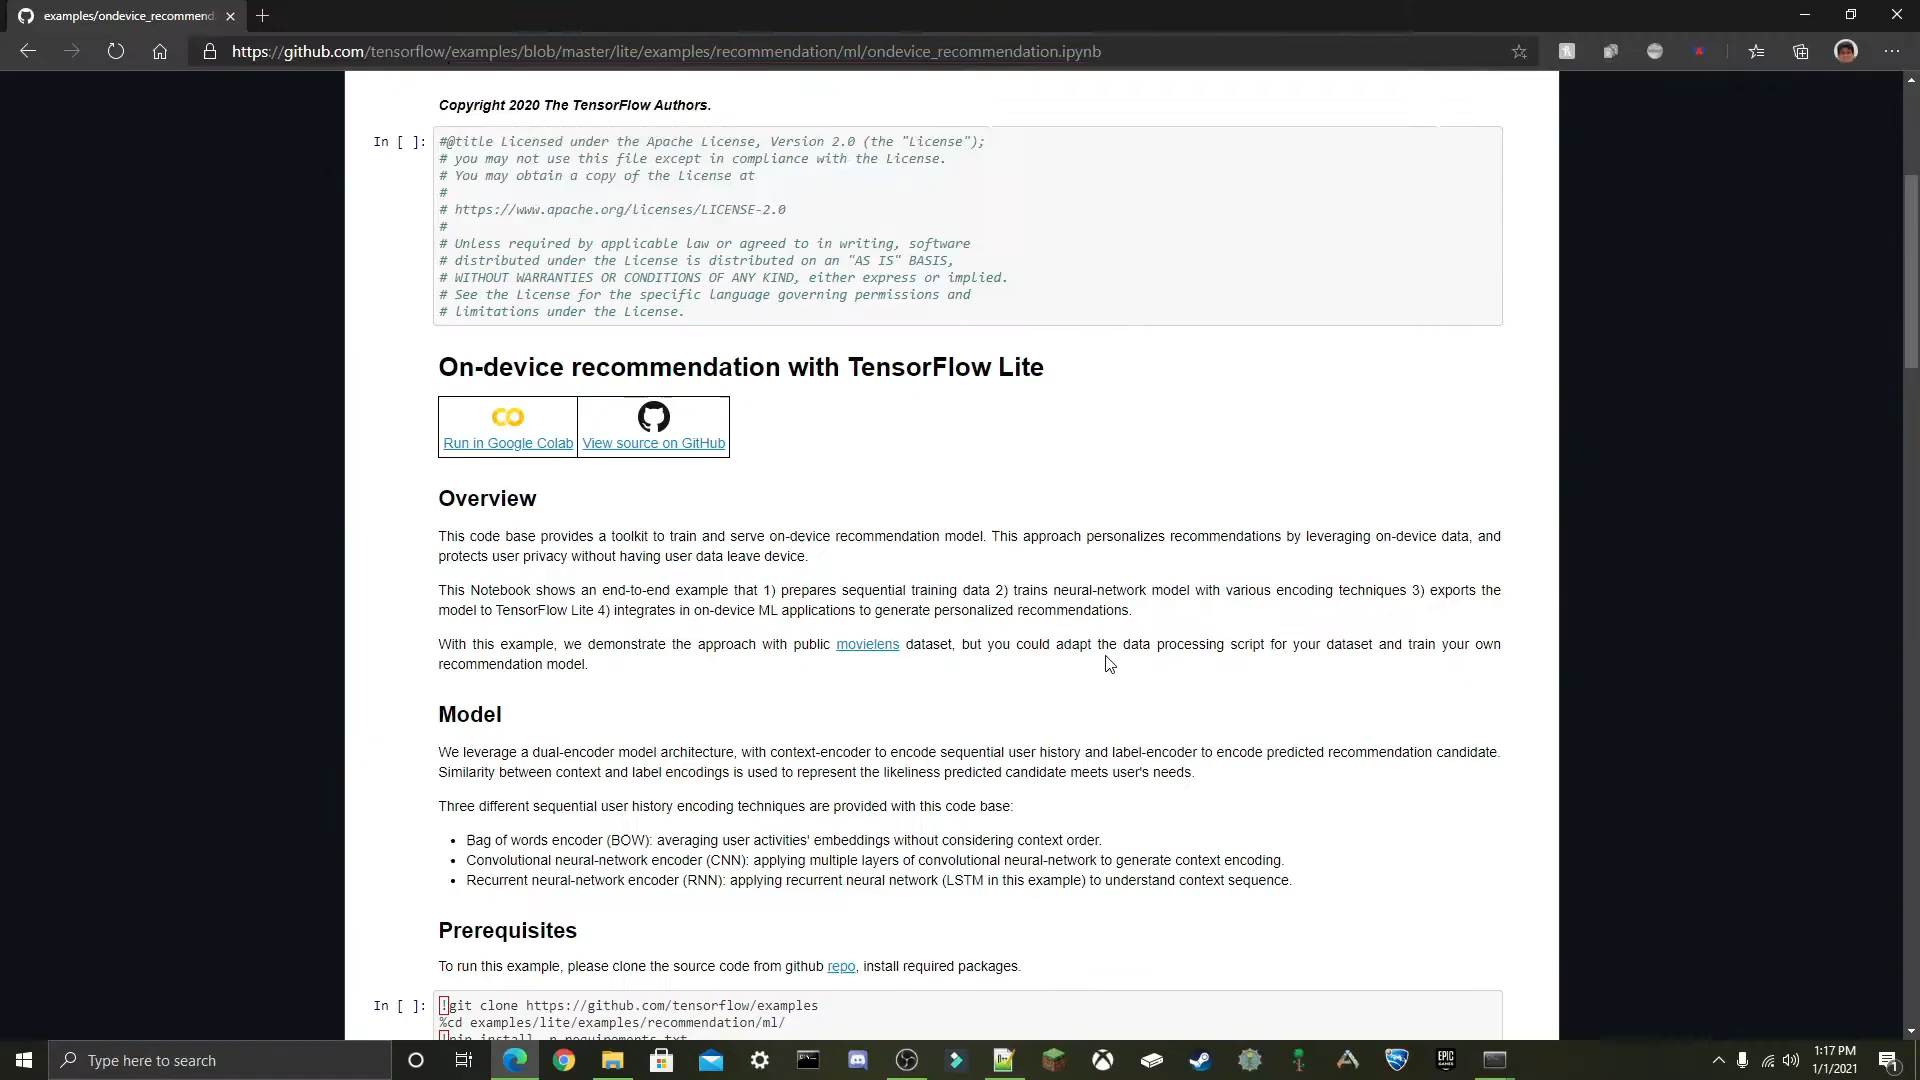 examples/ondevice_recommend
https://github.com/tensorflow/examples/blob/master/lite/examples/recommendation/ml/ondevice_recommendation.ipynb
Copyright 2020 The TensorFlow Authors.
In [ ]:
#@title Licensed under the Apache License, Version 2.0 (the "License");
# you may not use this file except in compliance with the License.
# You may obtain a copy of the License at
#
# https://www.apache.org/licenses/LICENSE-2.0
#
# Unless required by applicable law or agreed to in writing, software
# distributed under the License is distributed on an "AS IS" BASIS,
# WITHOUT WARRANTIES OR CONDITIONS OF ANY KIND, either express or implied.
# See the License for the specific language governing permissions and
# limitations under the License.
On-device recommendation with TensorFlow Lite
Run in Google Colab
View source on GitHub
Overview
This code base provides a toolkit to train and serve on-device recommendation model. This approach personalizes recommendations by leveraging on-device data, and
protects user privacy without having user data leave device.
This Notebook shows an end-to-end example that 1) prepares sequential training data 2) trains neural-network model with various encoding techniques 3) exports the
model to TensorFlow Lite 4) integrates in on-device ML applications to generate personalized recommendations.
With this example, we demonstrate the approach with public movielens dataset, but you could adapt the data processing script for your dataset and train your own
recommendation model.
Model
We leverage a dual-encoder model architecture, with context-encoder to encode sequential user history and label-encoder to encode predicted recommendation candidate.
Similarity between context and label encodings is used to represent the likeliness predicted candidate meets user's needs.
Three different sequential user history encoding techniques are provided with this code base:
• Bag of words encoder (BOW): averaging user activities' embeddings without considering context order.
• Convolutional neural-network encoder (CNN): applying multiple layers of convolutional neural-network to generate context encoding.
• Recurrent neural-network encoder (RNN): applying recurrent neural network (LSTM in this example) to understand context sequence.
Prerequisites
To run this example, please clone the source code from github repo, install required packages.
In [ ]:
!git clone https://github.com/tensorflow/examples
%cd examples/lite/examples/recommendation/ml/
!pip install -r requirements.txt
Type here to search
EPIC
GAMES
1:17 PM
1/1/2021
1